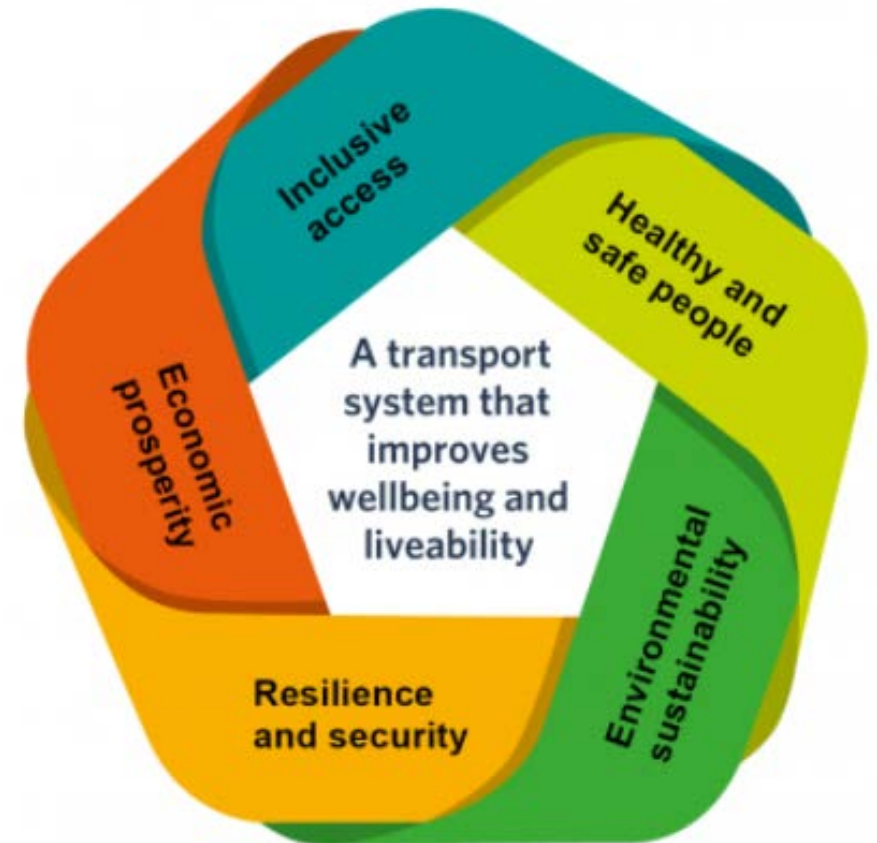 Inclusive
access
Healthy and
safe people
Environmental
sustainability
Resilience
and security
Economic
prosperity
A transport
system that
improves
wellbeing and
liveability